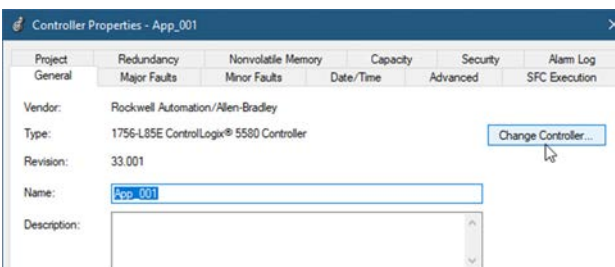 Controller Properties - App_001
Project Redundancy Nonvolatile Memory Capacity Security Alarm Log
General Major Faults Minor Faults Date/Time Advanced SFC Execution
Vendor: Rockwell Automation/Allen-Bradley
Type: 1756-L85E ControlLogix® 5580 Controller Change Controller...
Revision: 33.001
Name: App_001
Description: